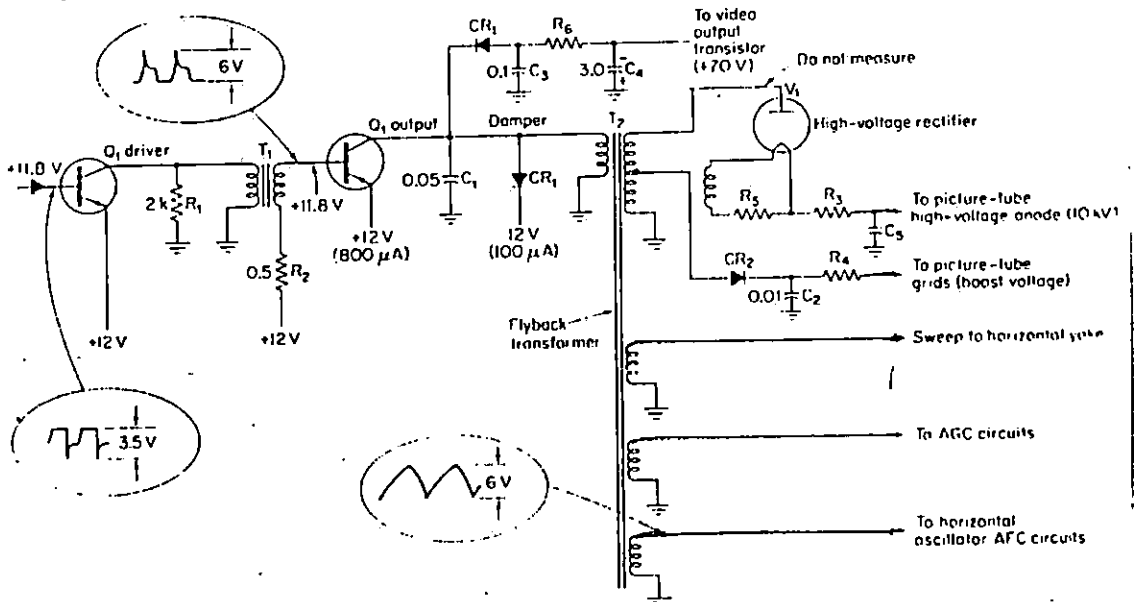 To video
output
transistor
(+70 V)
Do not measure
CR₁
R₆
0.1
C₃
3.0
C₄
V₁
High-voltage rectifier
6 V
Q₁ driver
T₁
Q₁ output
Damper
T₂
+11.8 V
2 k
R₁
+11.8 V
0.05
C₁
CR₁
+12 V
(800 μA)
12 V
(100 μA)
R₅
R₃
To picture-tube
high-voltage anode (10 kV)
C₅
0.5
R₂
CR₂
R₄
0.01
C₂
To picture-tube
grids (boost voltage)
+12 V
+12 V
Flyback
transformer
Sweep to horizontal yoke
3.5 V
To AGC circuits
6 V
To horizontal
oscillator AFC circuits